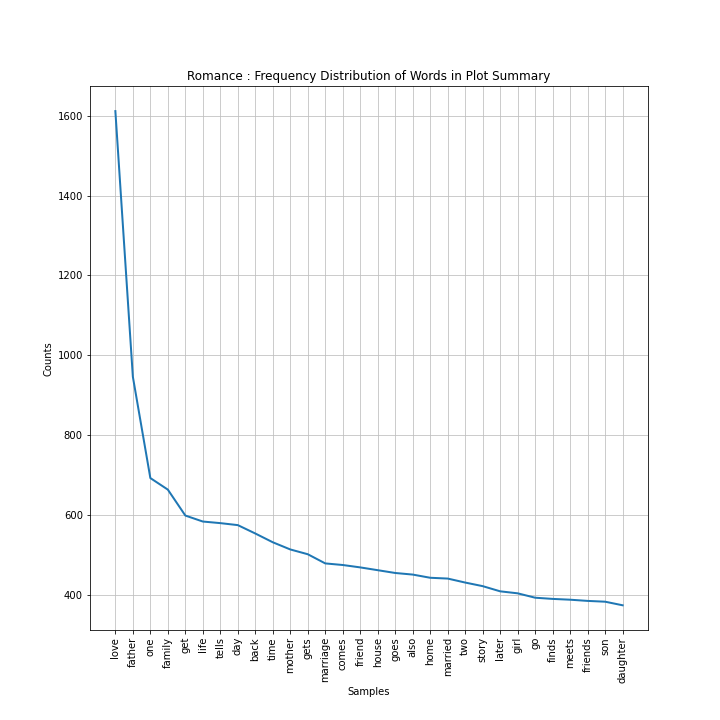 Romance : Frequency Distribution of Words in Plot Summary
1600
1400
1200
1000
800
600
400
Counts
love
father
one
family
get
life
tells
day
back
time
mother
gets
marriage
comes
friend
house
goes
also
home
married
two
story
later
girl
go
finds
meets
friends
son
daughter
Samples